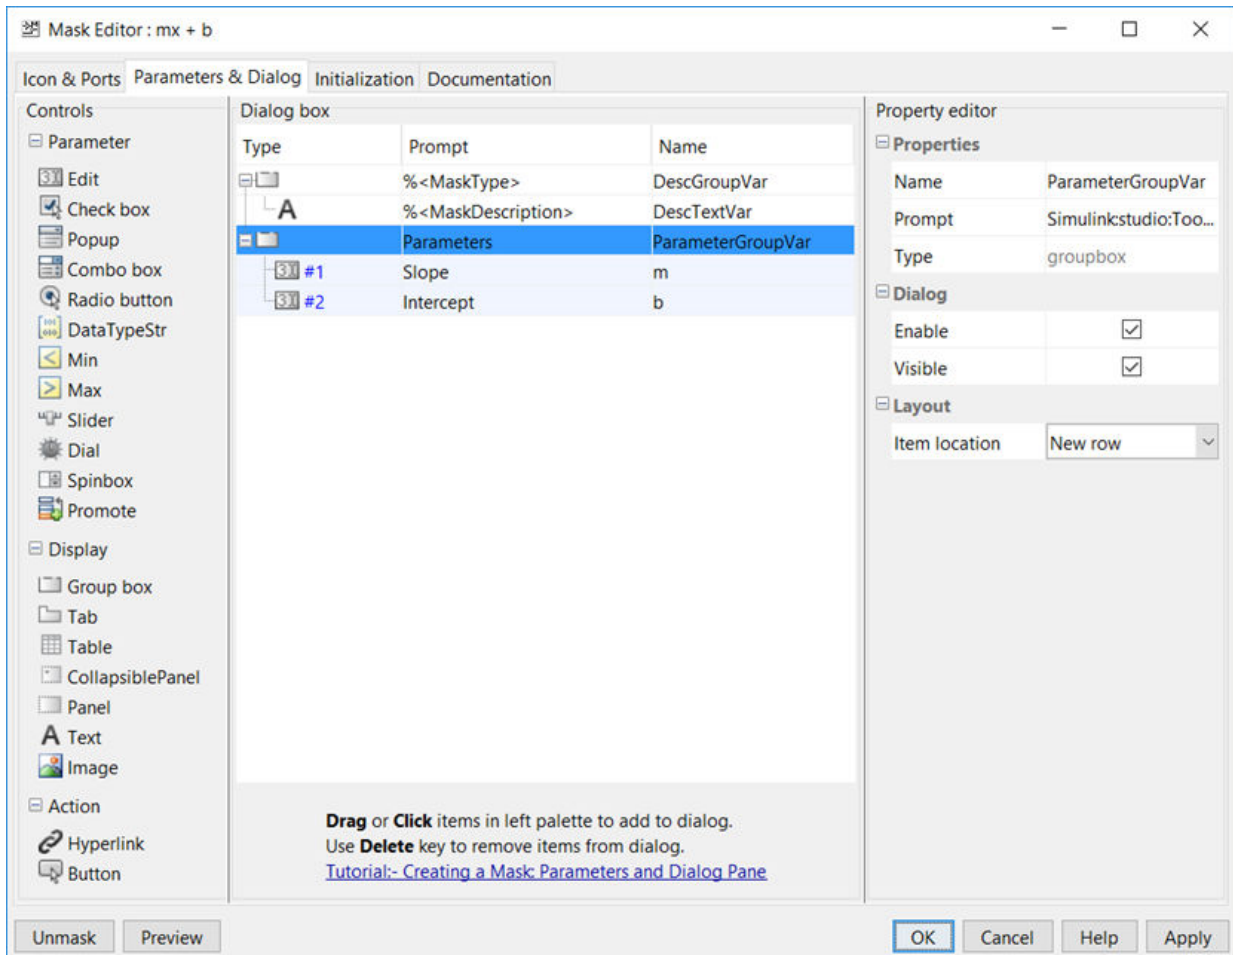 Mask Editor : mx + b
Icon & Ports Parameters & Dialog Initialization Documentation
Controls
Parameter
Edit
Check box
Popup
Combo box
Radio button
DataTypeStr
Min
Max
Slider
Dial
Spinbox
Promote
Display
Group box
Tab
Table
CollapsiblePanel
Panel
Text
Image
Action
Hyperlink
Button
Dialog box
Type Prompt Name
%<MaskType> DescGroupVar
A %<MaskDescription> DescTextVar
Parameters ParameterGroupVar
#1 Slope m
#2 Intercept b
Drag or Click items in left palette to add to dialog.
Use Delete key to remove items from dialog.
Tutorial:- Creating a Mask: Parameters and Dialog Pane
Property editor
Properties
Name ParameterGroupVar
Prompt Simulink:studio:Too...
Type groupbox
Dialog
Enable
Visible
Layout
Item location New row
Unmask Preview OK Cancel Help Apply